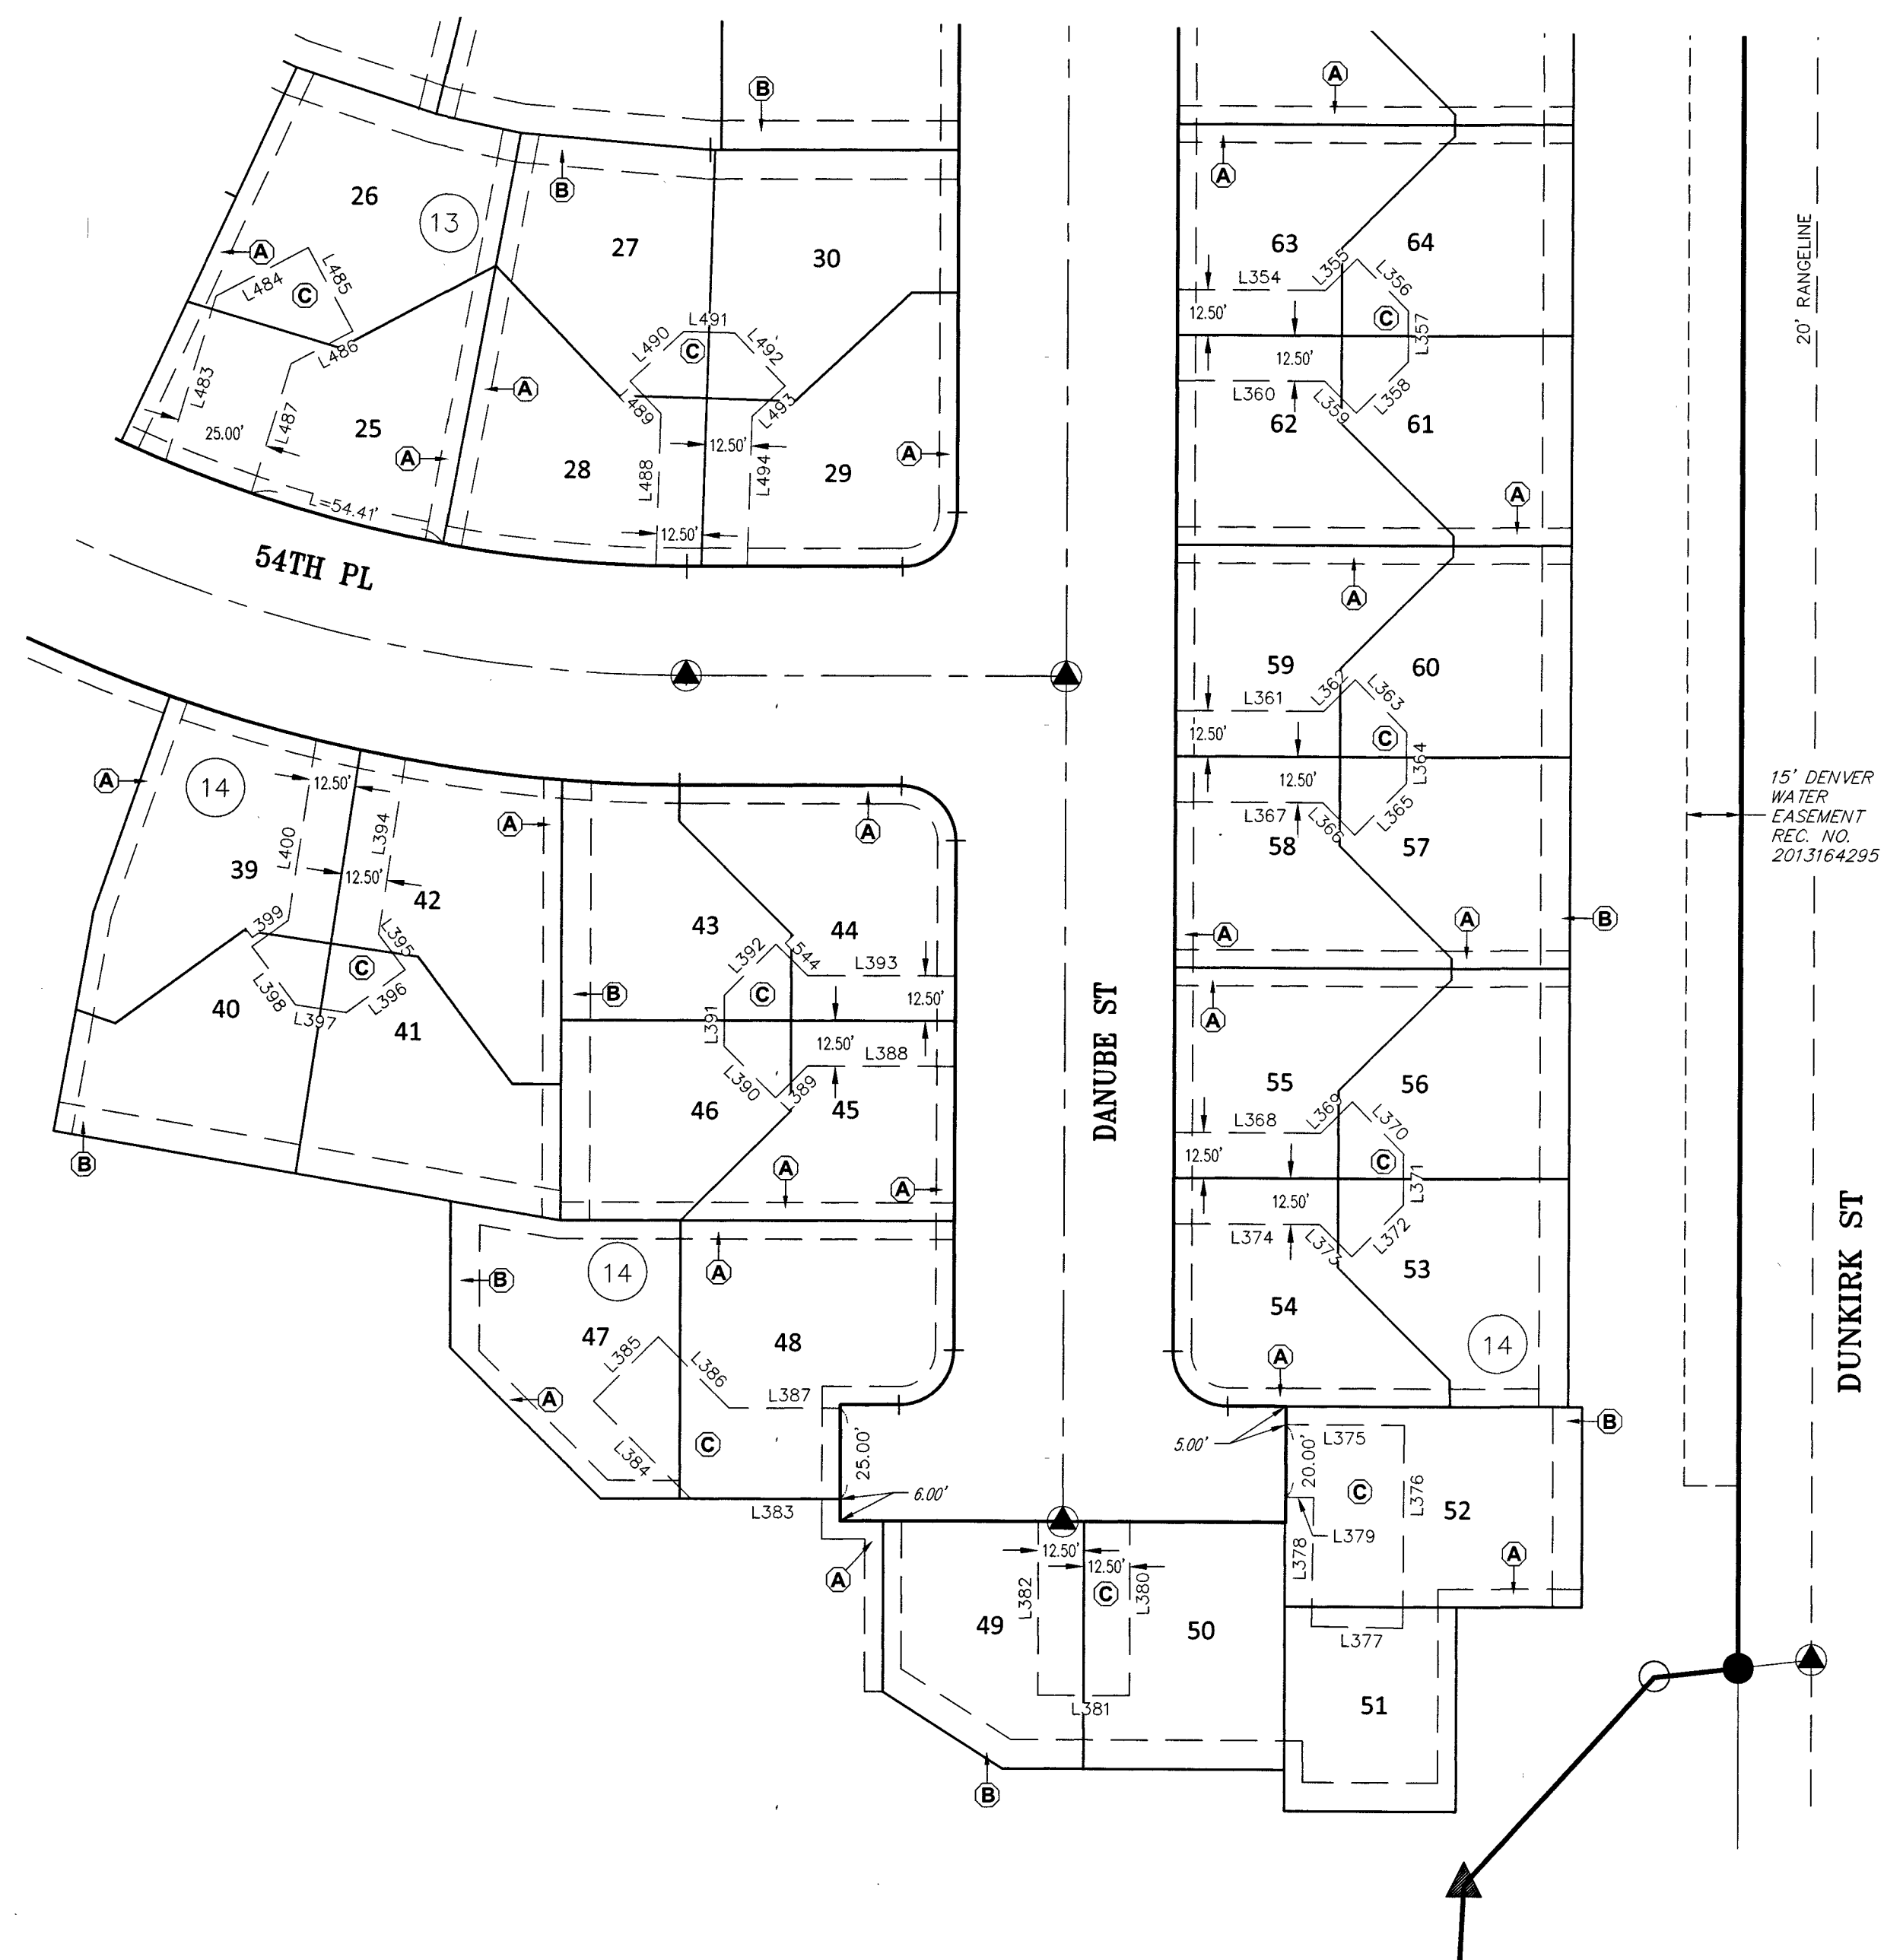 B
A
26
13
B
27
30
A
A
63
64
20' RANGELINE
A
L484
L485
C
L354
L355
L356
12.50'
C
L357
12.50'
L491
L490
C
L492
L486
L483
L360
L359
L358
A
L489
L493
62
61
25.00'
L487
25
A
12.50'
A
28
L488
L494
29
A
L=54.41'
12.50'
54TH PL
A
59
60
L361
L362
L363
12.50'
C
L364
12.50'
15' DENVER
WATER
EASEMENT
REC. NO.
2013164295
A
14
12.50'
L367
L366
L365
A
L400
L394
A
58
57
39
12.50'
42
43
44
A
A
B
L399
L395
L392
544
L393
C
L398
L396
B
C
12.50'
40
L397
41
L391
12.50'
L388
DANUBE ST
A
L390
L389
46
45
55
56
L368
L369
L370
12.50'
C
L371
12.50'
B
A
A
L374
L373
L372
A
14
B
53
54
DUNKIRK ST
47
L385
48
L386
A
14
A
L387
B
L384
C
25.00'
5.00'
L375
20.00'
6.00'
C
L376
52
L383
L379
L378
A
12.50'
12.50'
C
A
L382
L380
49
50
L377
L381
51
B